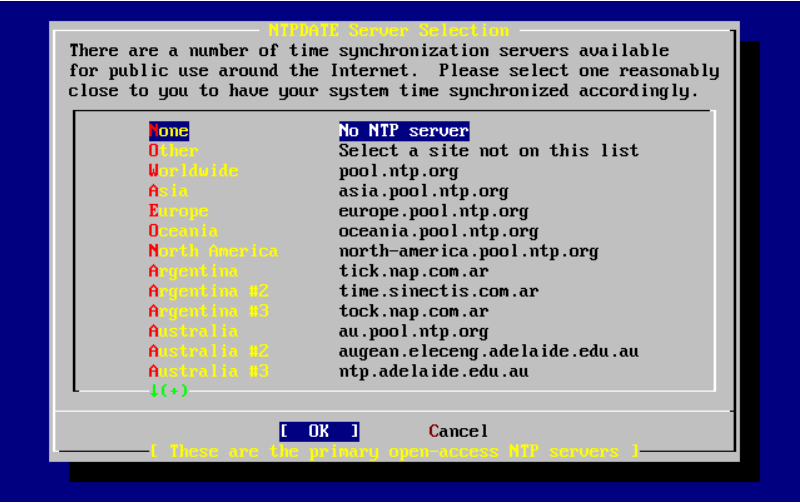 NTPDATE Server Selection
There are a number of time synchronization servers available
for public use around the Internet.  Please select one reasonably
close to you to have your system time synchronized accordingly.
None No NTP server
Other Select a site not on this list
Worldwide pool.ntp.org
Asia asia.pool.ntp.org
Europe europe.pool.ntp.org
Oceania oceania.pool.ntp.org
North America north-america.pool.ntp.org
Argentina tick.nap.com.ar
Argentina #2 time.sinectis.com.ar
Argentina #3 tock.nap.com.ar
Australia au.pool.ntp.org
Australia #2 augean.eleceng.adelaide.edu.au
Australia #3 ntp.adelaide.edu.au
↓(+)
[ OK ] Cancel
[ These are the primary open-access NTP servers ]